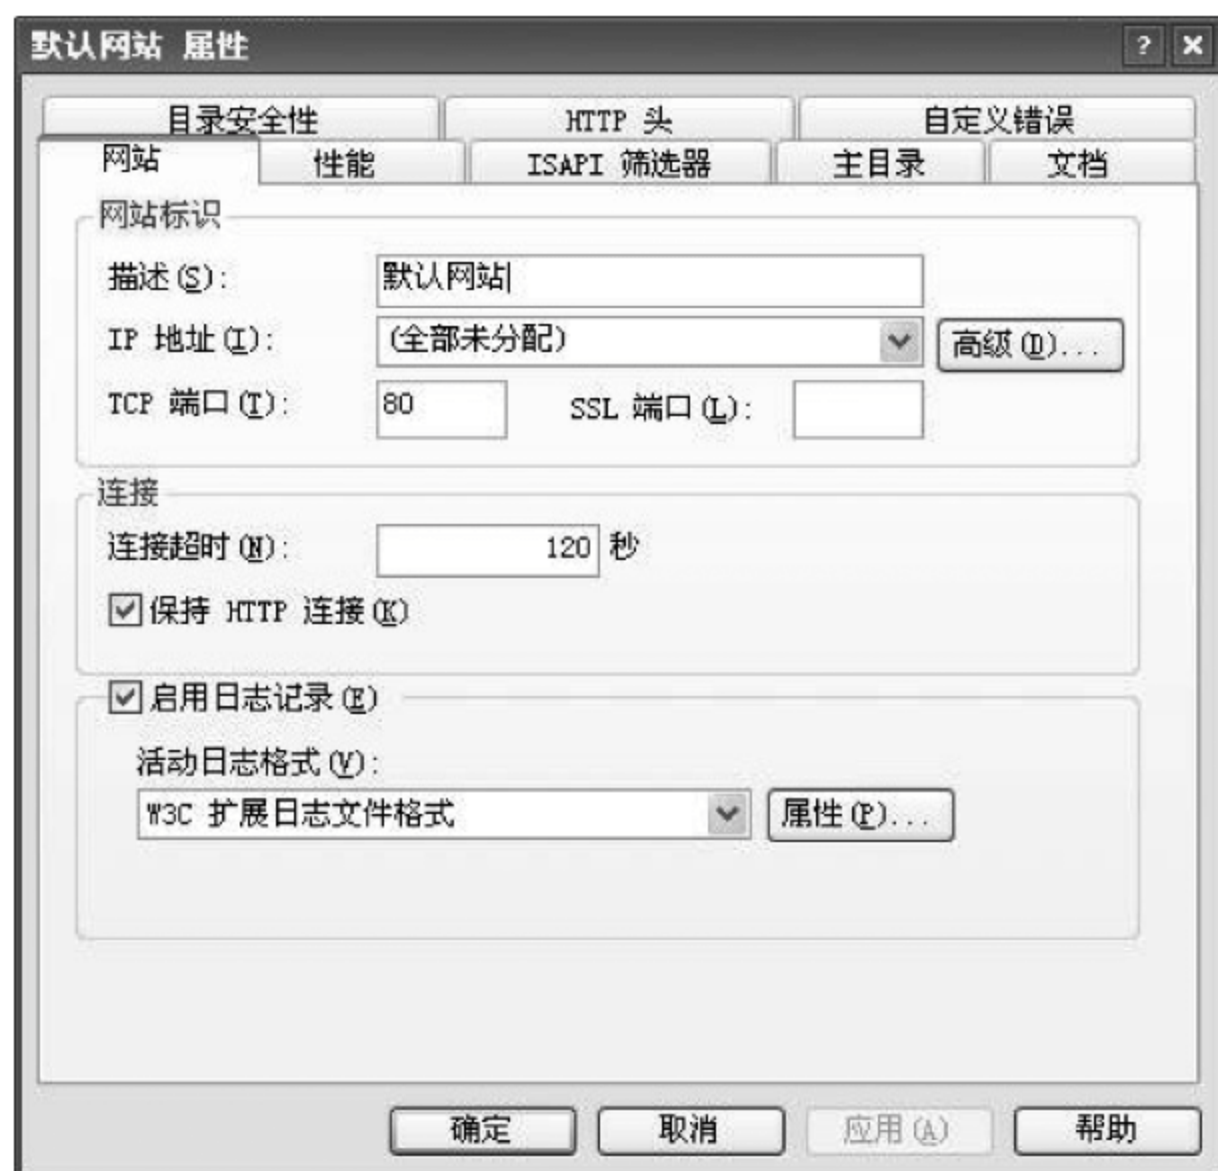 默认网站 属性
目录安全性 HTTP 头 自定义错误
网站 性能 ISAPI 筛选器 主目录 文档
网站标识
描述(S): 默认网站
IP 地址(I): (全部未分配) 高级(D)...
TCP 端口(T): 80 SSL 端口(L):
连接
连接超时(N): 120 秒
保持 HTTP 连接(K)
启用日志记录(E)
活动日志格式(V):
W3C 扩展日志文件格式 属性(P)...
确定 取消 应用(A) 帮助